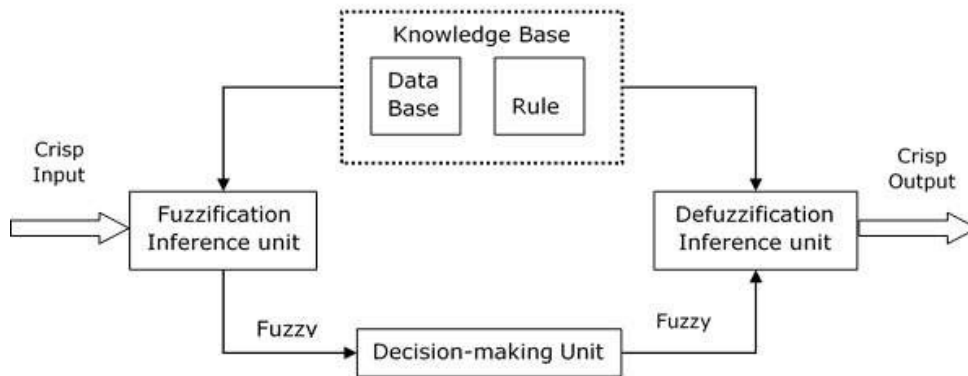 Knowledge Base
Data
Base
Rule
Crisp
Input
Crisp
Output
Fuzzification
Inference unit
Defuzzification
Inference unit
Fuzzy
Fuzzy
Decision-making Unit